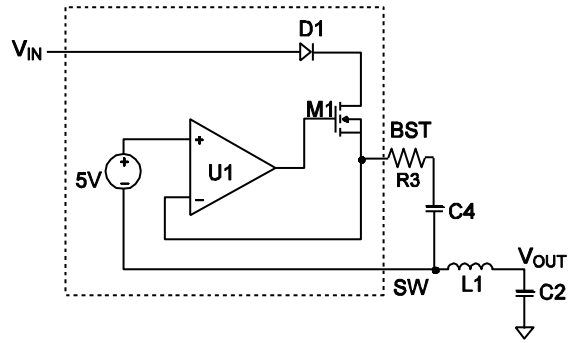 D1
VIN
M1
BST
+
U1
+
5V
R3
−
−
C4
VOUT
SW
L1
C2